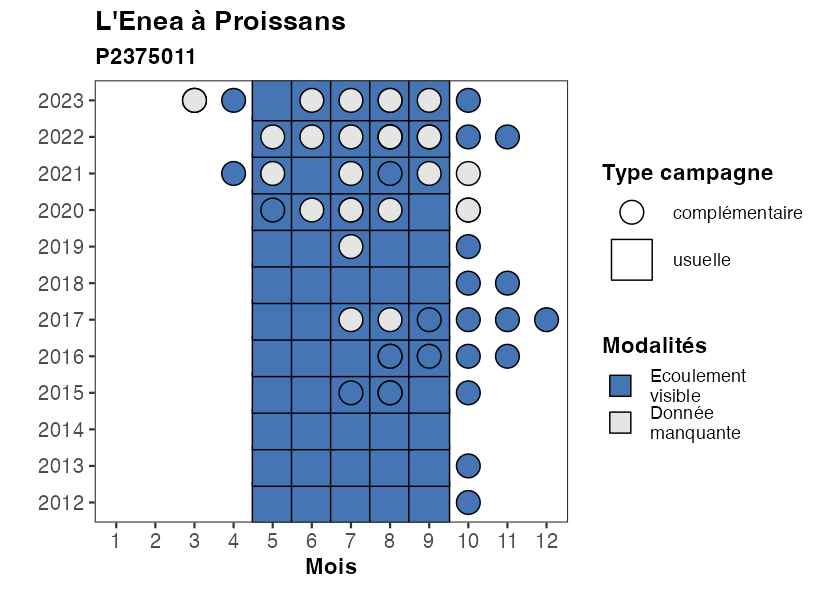 L'Enea à Proissans
P2375011
2023
2022
2021
2020
2019
2018
2017
2016
2015
2014
2013
2012
1 2 3 4 5 6 7 8 9 10 11 12
Mois
Type campagne
complémentaire
usuelle
Modalités
Ecoulement
visible
Donnée
manquante